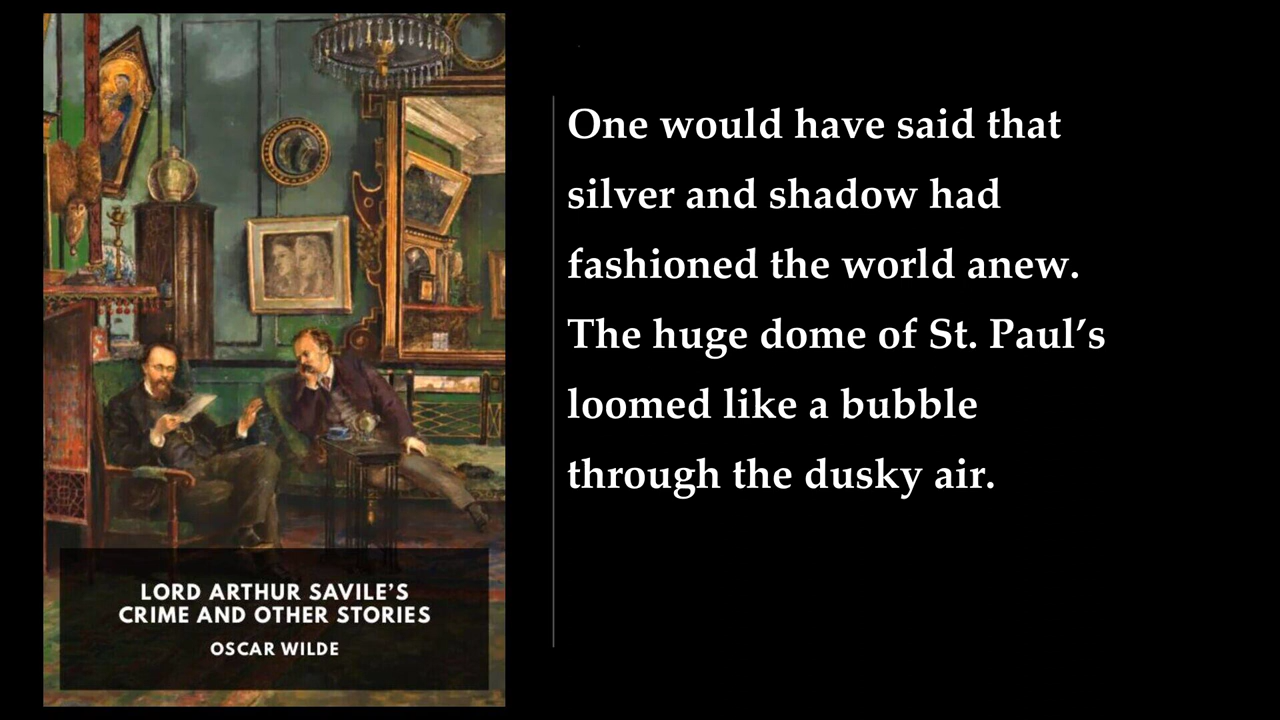 One would have said that
silver and shadow had
fashioned the world anew.
The huge dome of St. Paul’s
loomed like a bubble
through the dusky air.
LORD ARTHUR SAVILE’S
CRIME AND OTHER STORIES
OSCAR WILDE